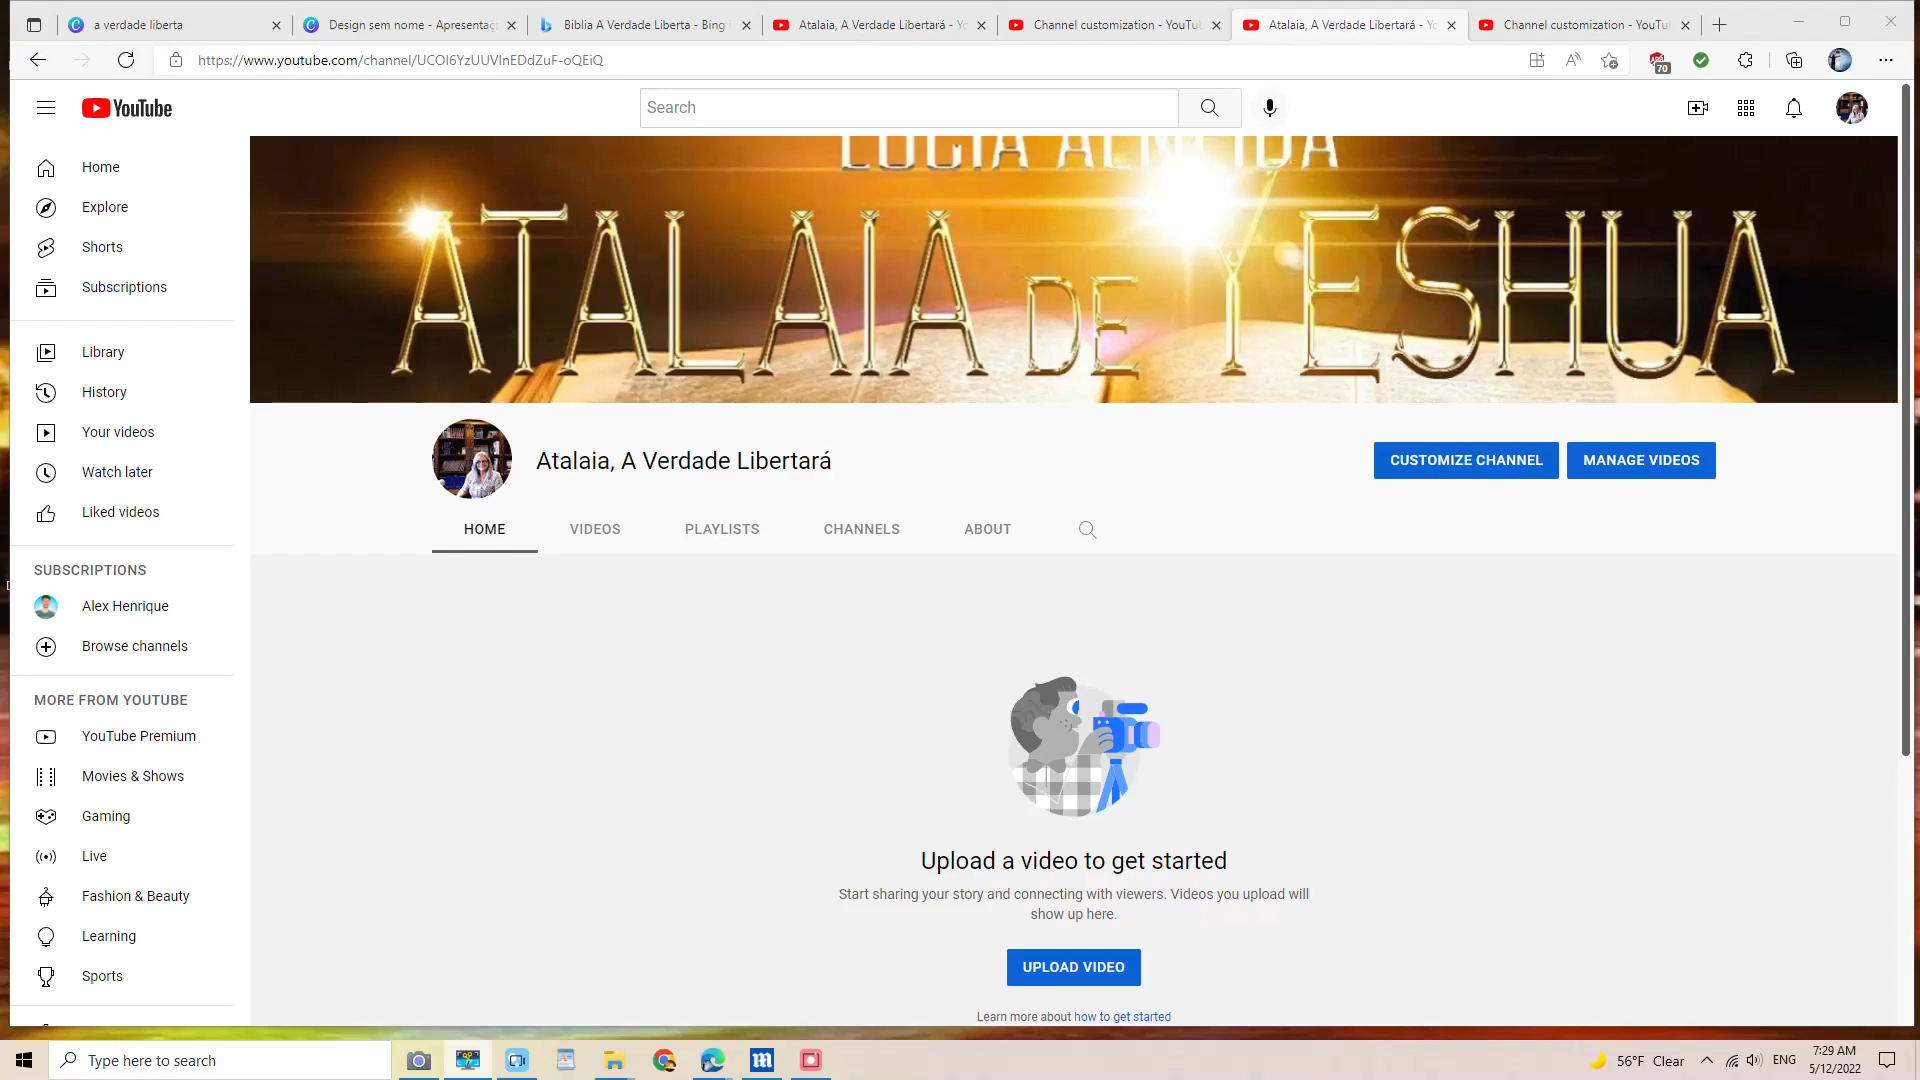 a verdade liberta
Design sem nome - Apresentaç
Biblia A Verdade Liberta - Bing
Atalaia, A Verdade Libertará - Yo
Channel customization - YouTu
Atalaia, A Verdade Libertará - Yo
Channel customization - YouTu
https://www.youtube.com/channel/UCOI6YzUUVlnEDdZuF-oQEiQ
70
YouTube
Search
Home
Explore
Shorts
Subscriptions
Library
History
Your videos
Watch later
Liked videos
SUBSCRIPTIONS
Alex Henrique
Browse channels
MORE FROM YOUTUBE
YouTube Premium
Movies & Shows
Gaming
Live
Fashion & Beauty
Learning
Sports
LUCIA ALMEIDA
ATALAIA DE YESHUA
Atalaia, A Verdade Libertará
CUSTOMIZE CHANNEL
MANAGE VIDEOS
HOME VIDEOS PLAYLISTS CHANNELS ABOUT
Upload a video to get started
Start sharing your story and connecting with viewers. Videos you upload will
show up here.
UPLOAD VIDEO
Learn more about how to get started
Type here to search
56°F Clear
ENG
7:29 AM
5/12/2022